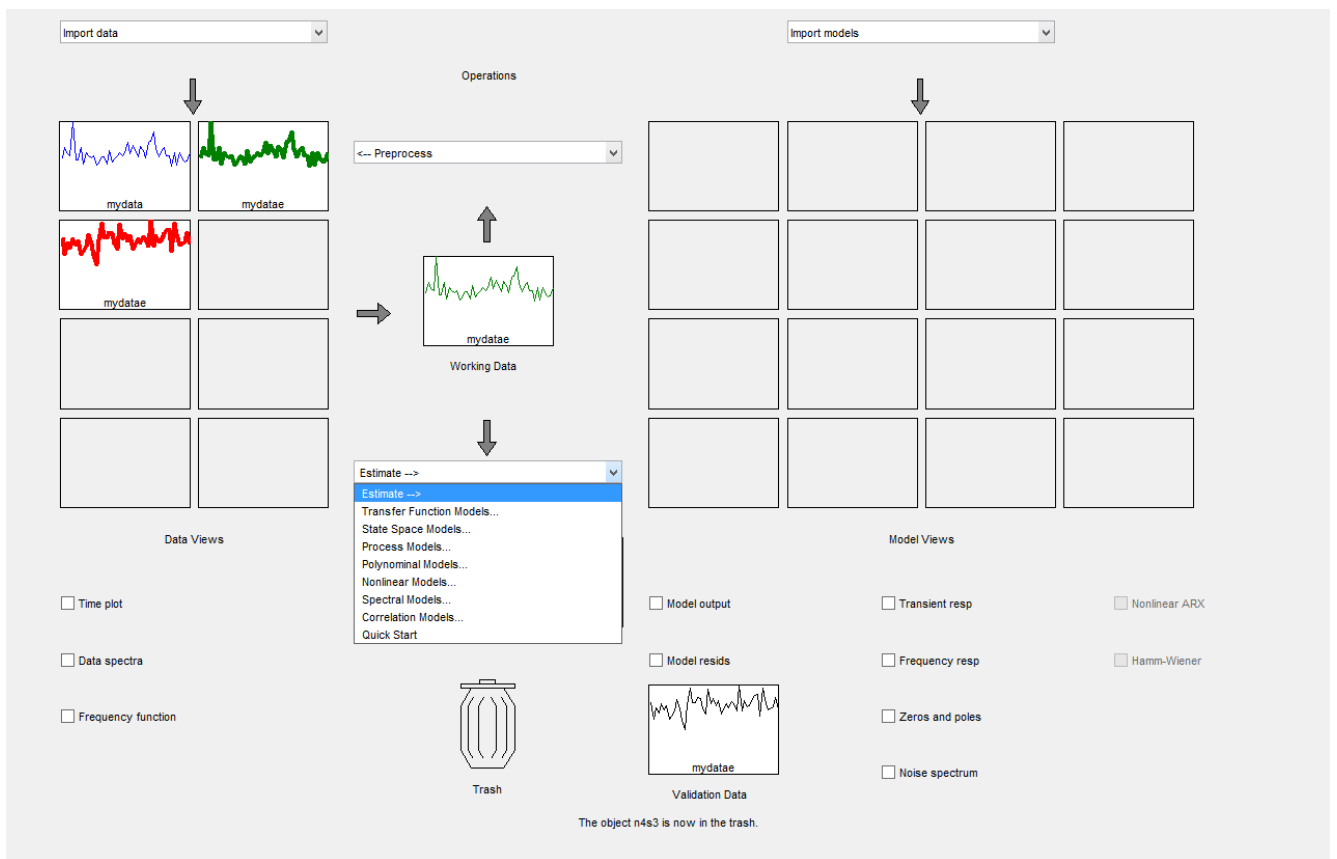 Import data
Import models
Operations
mydata
mydatae
<-- Preprocess
mydatae
mydatae
Working Data
Estimate -->
Estimate -->
Transfer Function Models...
State Space Models...
Process Models...
Polynominal Models...
Nonlinear Models...
Spectral Models...
Correlation Models...
Quick Start
Data Views
Model Views
Time plot
Data spectra
Frequency function
Model output
Transient resp
Nonlinear ARX
Model resids
Frequency resp
Hamm-Wiener
Zeros and poles
Noise spectrum
mydatae
Validation Data
Trash
The object n4s3 is now in the trash.